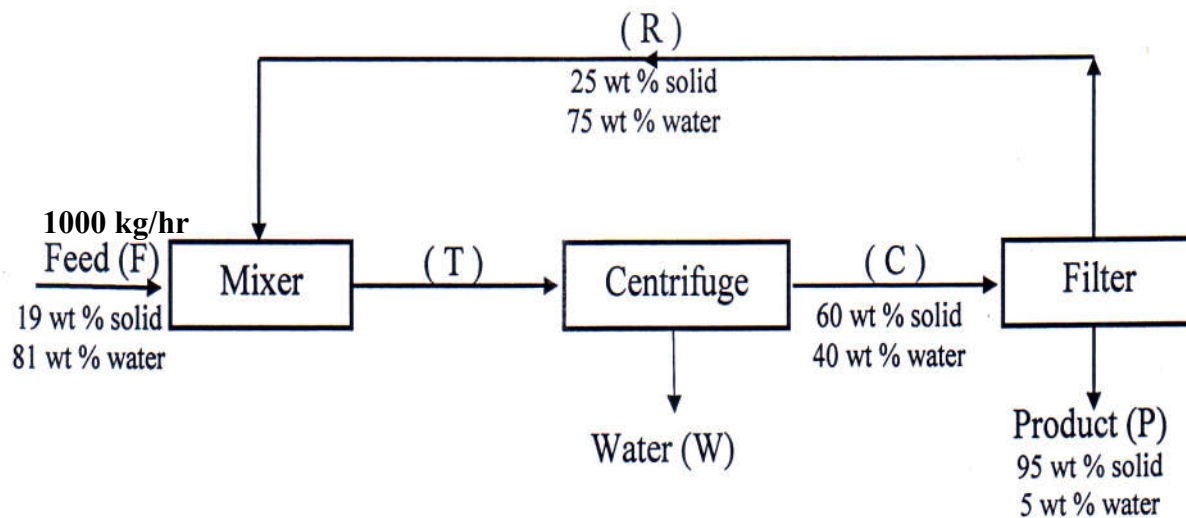 ( R )
25 wt % solid
75 wt % water
1000 kg/hr
Feed (F)
19 wt % solid
81 wt % water
Mixer
( T )
Centrifuge
Water (W)
( C )
60 wt % solid
40 wt % water
Filter
Product (P)
95 wt % solid
5 wt % water